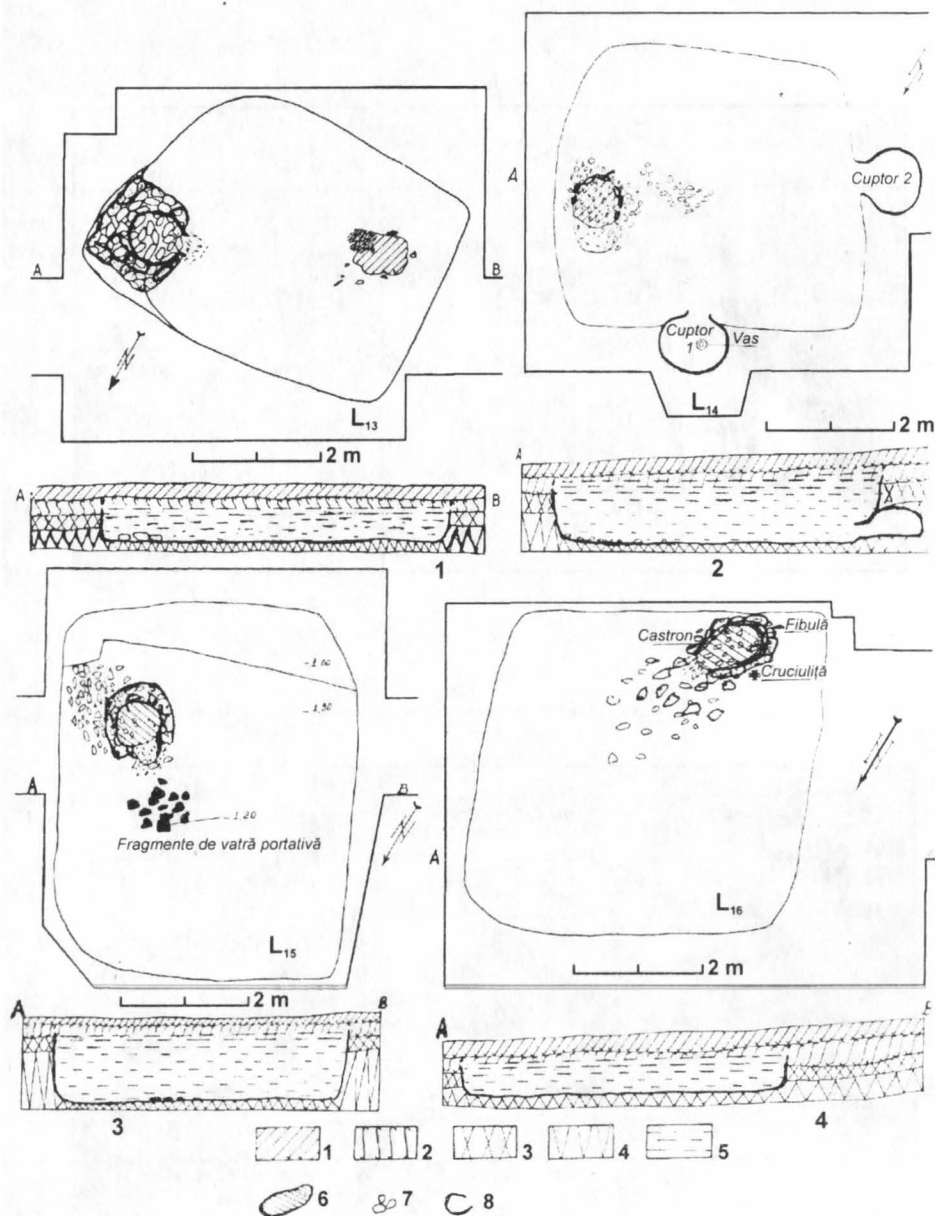 A
B
N
L13
2 m
A
B
1
A
Cuptor 2
Cuptor
1
Vas
L14
2 m
A
2
1.00
1.50
A
B
N
1.20
Fragmente de vatră portativă
L15
2 m
A
B
3
Castron
Fibulă
Cruciuliță
A
L16
2 m
A
4
1
2
3
4
5
6
7
8